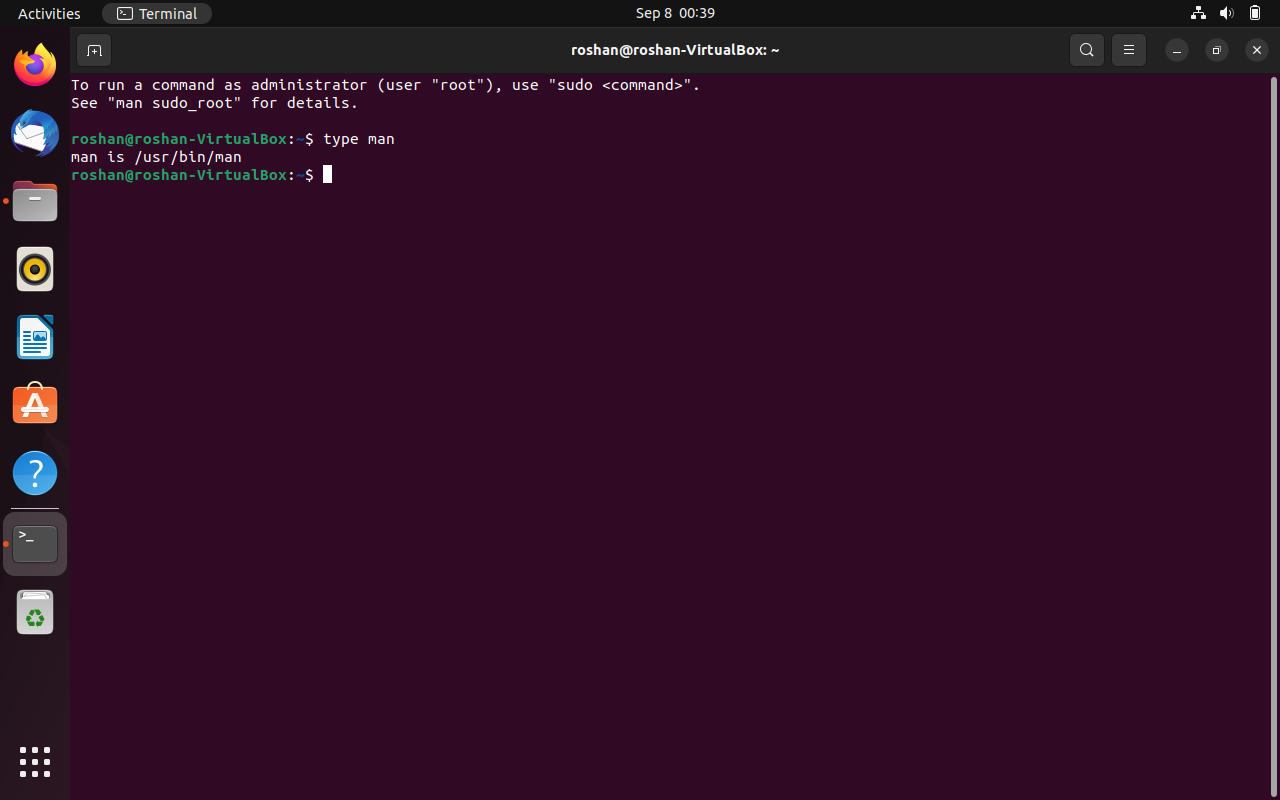 Activities
Terminal
Sep 8 00:39
roshan@roshan-VirtualBox: ~
To run a command as administrator (user "root"), use "sudo <command>".
See "man sudo_root" for details.
roshan@roshan-VirtualBox:~$ type man
man is /usr/bin/man
roshan@roshan-VirtualBox:~$